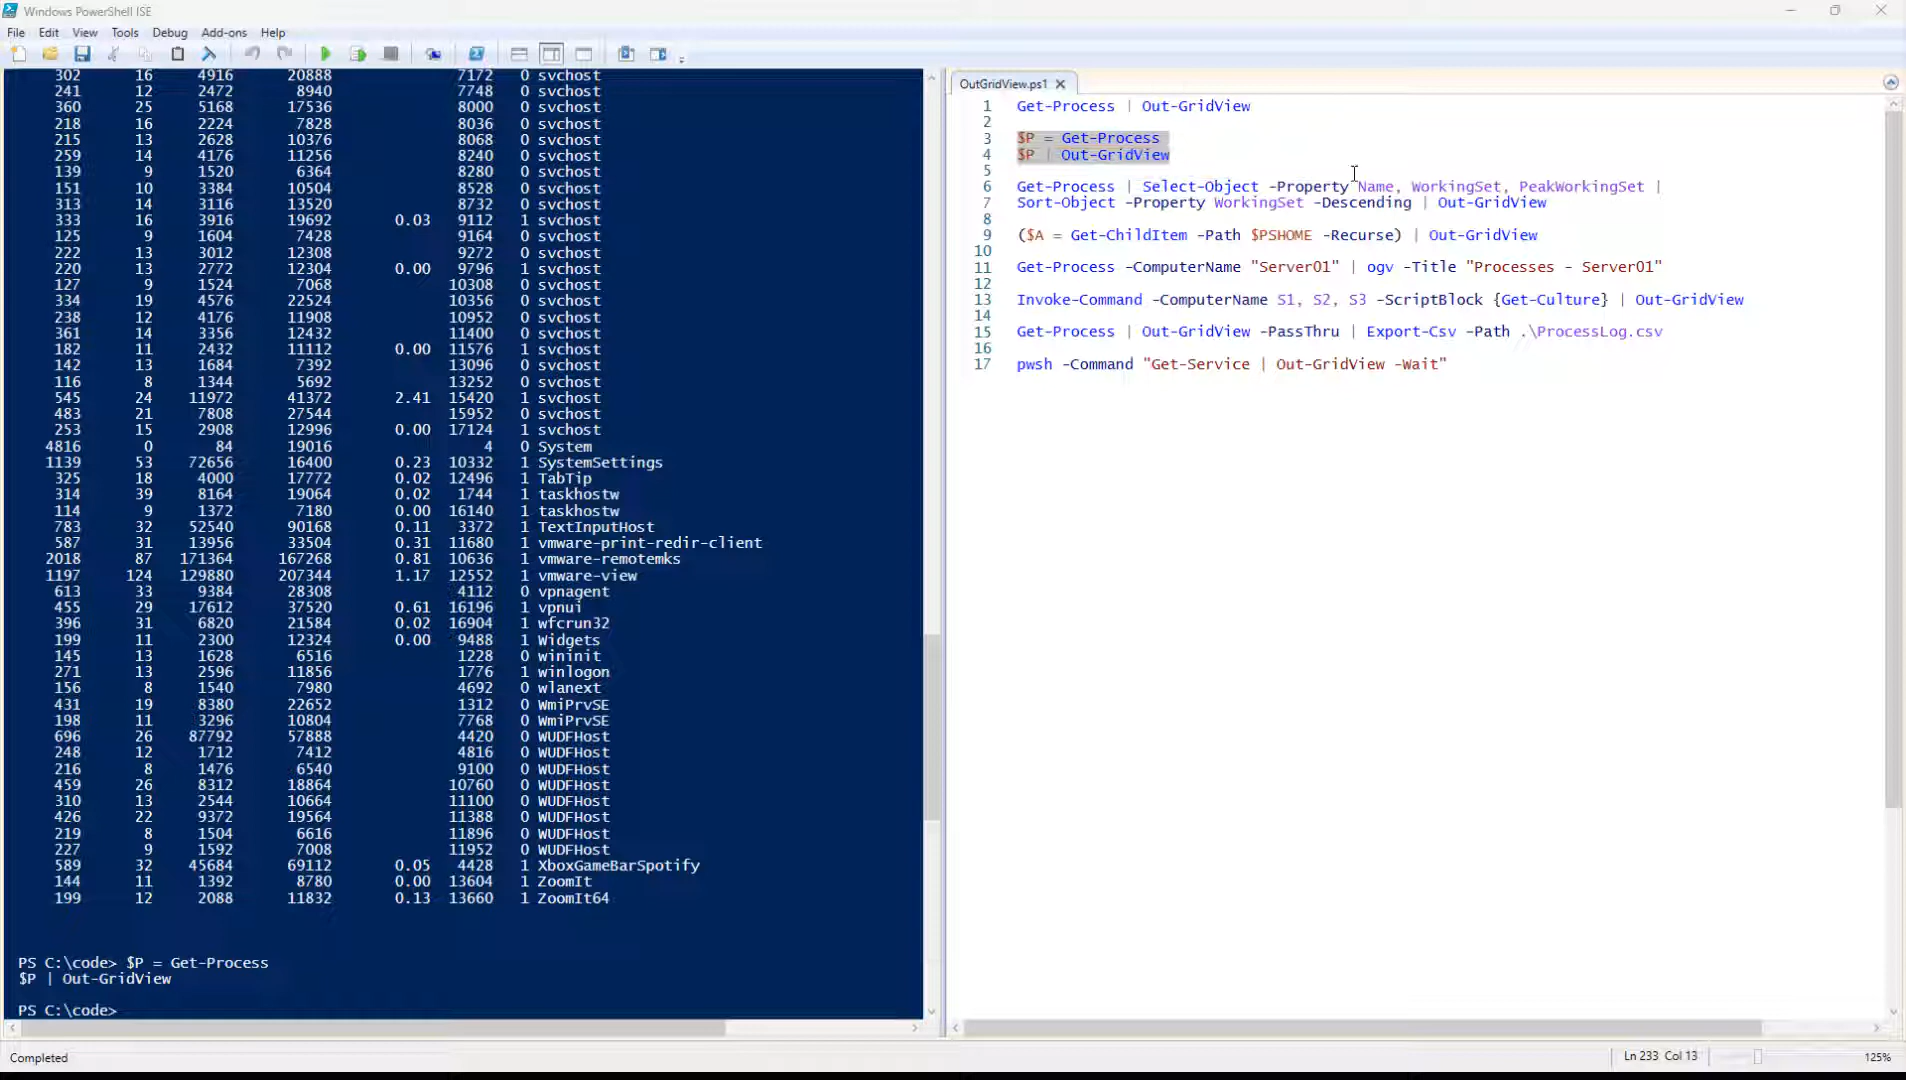 Windows PowerShell ISE
File Edit View Tools Debug Add-ons Help
302 16 4916 20888 7172 0 svchost
241 12 2472 8940 7748 0 svchost
360 25 5168 17536 8000 0 svchost
218 16 2224 7828 8036 0 svchost
215 13 2628 10376 8068 0 svchost
259 14 4176 11256 8240 0 svchost
139 9 1520 6364 8280 0 svchost
151 10 3384 10504 8528 0 svchost
313 14 3116 13520 8732 0 svchost
333 16 3916 19692 0.03 9112 1 svchost
125 9 1604 7428 9164 0 svchost
222 13 3012 12308 9272 0 svchost
220 13 2772 12304 0.00 9796 1 svchost
127 9 1524 7068 10308 0 svchost
334 19 4576 22524 10356 0 svchost
238 12 4176 11908 10952 0 svchost
361 14 3356 12432 11400 0 svchost
182 11 2432 11112 0.00 11576 1 svchost
142 13 1684 7392 13096 0 svchost
116 8 1344 5692 13252 0 svchost
545 24 11972 41372 2.41 15420 1 svchost
483 21 7808 27544 15952 0 svchost
253 15 2908 12996 0.00 17124 1 svchost
4816 0 84 19016 4 0 System
1139 53 72656 16400 0.23 10332 1 SystemSettings
325 18 4000 17772 0.02 12496 1 TabTip
314 39 8164 19064 0.02 1744 1 taskhostw
114 9 1372 7180 0.00 16140 1 taskhostw
783 32 52540 90168 0.11 3372 1 TextInputHost
587 31 13956 33504 0.31 11680 1 vmware-print-redir-client
2018 87 171364 167268 0.81 10636 1 vmware-remotemks
1197 124 129880 207344 1.17 12552 1 vmware-view
613 33 9384 28308 4112 0 vpnagent
455 29 17612 37520 0.61 16196 1 vpnui
396 31 6820 21584 0.02 16904 1 wfcrun32
199 11 2300 12324 0.00 9488 1 Widgets
145 13 1628 6516 1228 0 wininit
271 13 2596 11856 1776 1 winlogon
156 8 1540 7980 4692 0 wlanext
431 19 8380 22652 1312 0 WmiPrvSE
198 11 3296 10804 7768 0 WmiPrvSE
696 26 87792 57888 4420 0 WUDFHost
248 12 1712 7412 4816 0 WUDFHost
216 8 1476 6540 9100 0 WUDFHost
459 26 8312 18864 10760 0 WUDFHost
310 13 2544 10664 11100 0 WUDFHost
426 22 9372 19564 11388 0 WUDFHost
219 8 1504 6616 11896 0 WUDFHost
227 9 1592 7008 11952 0 WUDFHost
589 32 45684 69112 0.05 4428 1 XboxGameBarSpotify
144 11 1392 8780 0.00 13604 1 ZoomIt
199 12 2088 11832 0.13 13660 1 ZoomIt64
PS C:\code> $P = Get-Process
$P | Out-GridView
PS C:\code>
OutGridView.ps1
1 Get-Process | Out-GridView
2
3 $P = Get-Process
4 $P | Out-GridView
5
6 Get-Process | Select-Object -Property Name, WorkingSet, PeakWorkingSet |
7 Sort-Object -Property WorkingSet -Descending | Out-GridView
8
9 ($A = Get-ChildItem -Path $PSHOME -Recurse) | Out-GridView
10
11 Get-Process -ComputerName "Server01" | ogv -Title "Processes - Server01"
12
13 Invoke-Command -ComputerName S1, S2, S3 -ScriptBlock {Get-Culture} | Out-GridView
14
15 Get-Process | Out-GridView -PassThru | Export-Csv -Path .\ProcessLog.csv
16
17 pwsh -Command "Get-Service | Out-GridView -Wait"
Completed
Ln 233 Col 13
125%